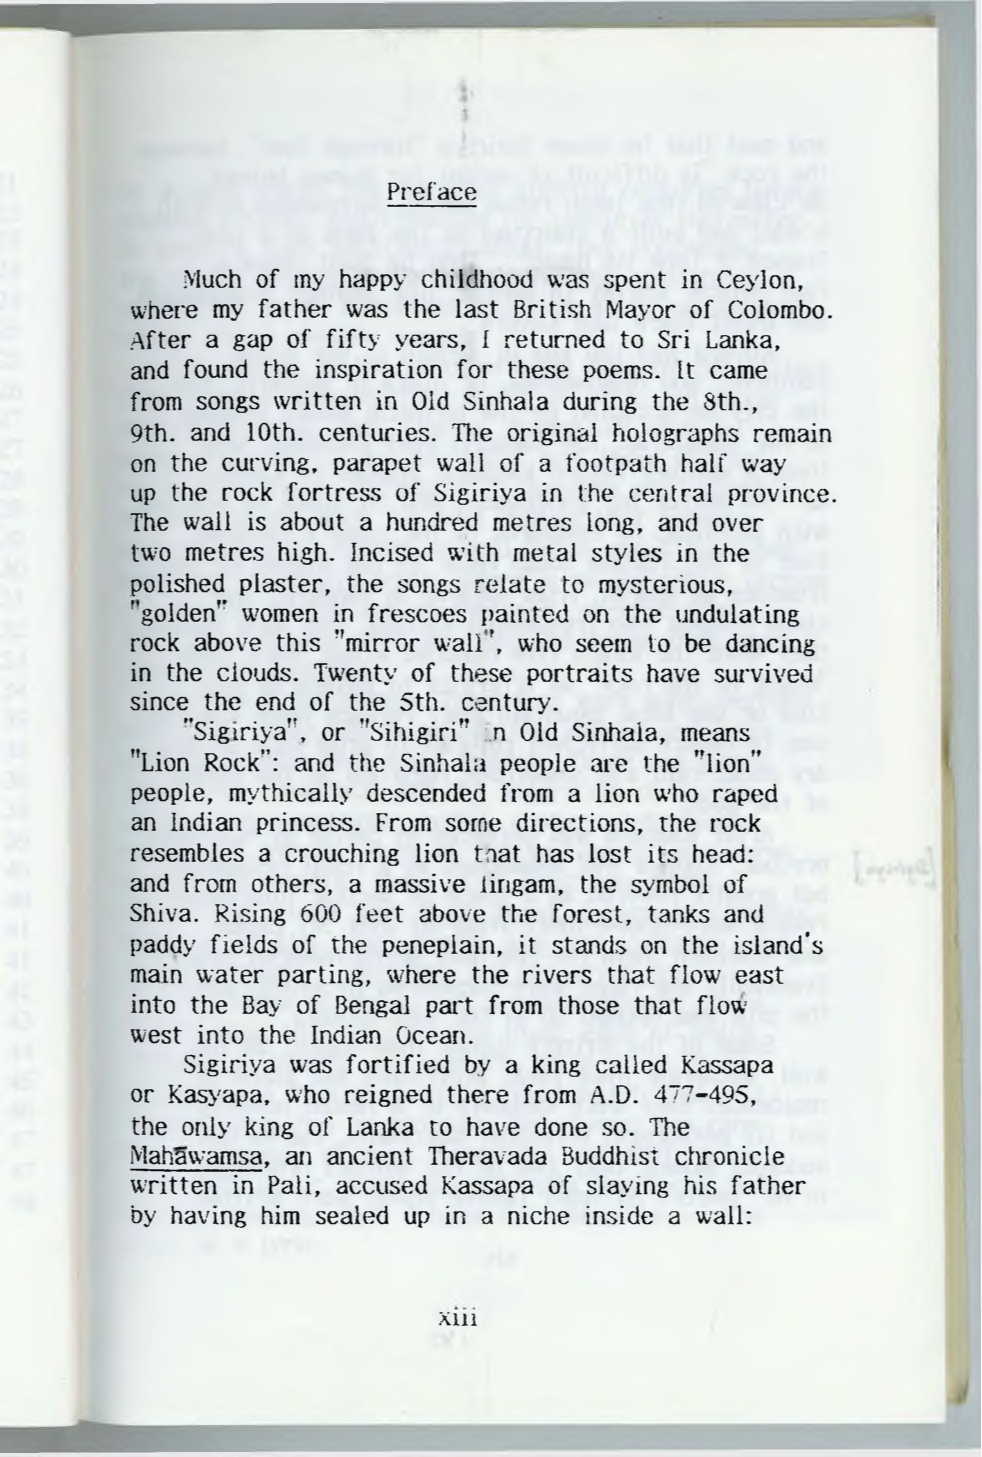 Preface
Much of my happy childhood was spent in Ceylon,
where my father was the last British Mayor of Colombo.
After a gap of fifty years, I returned to Sri Lanka,
and found the inspiration for these poems. It came
from songs written in Old Sinhala during the 8th.,
9th. and 10th. centuries. The original holographs remain
on the curving, parapet wall of a footpath half way
up the rock fortress of Sigiriya in the central province.
The wall is about a hundred metres long, and over
two metres high. Incised with metal styles in the
polished plaster, the songs relate to mysterious,
"golden" women in frescoes painted on the undulating
rock above this "mirror wall", who seem to be dancing
in the clouds. Twenty of these portraits have survived
since the end of the 5th. century.
"Sigiriya", or "Sihigiri" in Old Sinhala, means
"Lion Rock": and the Sinhala people are the "lion"
people, mythically descended from a lion who raped
an Indian princess. From some directions, the rock
resembles a crouching lion that has lost its head:
and from others, a massive lingam, the symbol of
Shiva. Rising 600 feet above the forest, tanks and
paddy fields of the peneplain, it stands on the island's
main water parting, where the rivers that flow east
into the Bay of Bengal part from those that flow
west into the Indian Ocean.
Sigiriya was fortified by a king called Kassapa
or Kasyapa, who reigned there from A.D. 477-495,
the only king of Lanka to have done so. The
Mahāwamsa, an ancient Theravada Buddhist chronicle
written in Pali, accused Kassapa of slaying his father
by having him sealed up in a niche inside a wall:
xiii